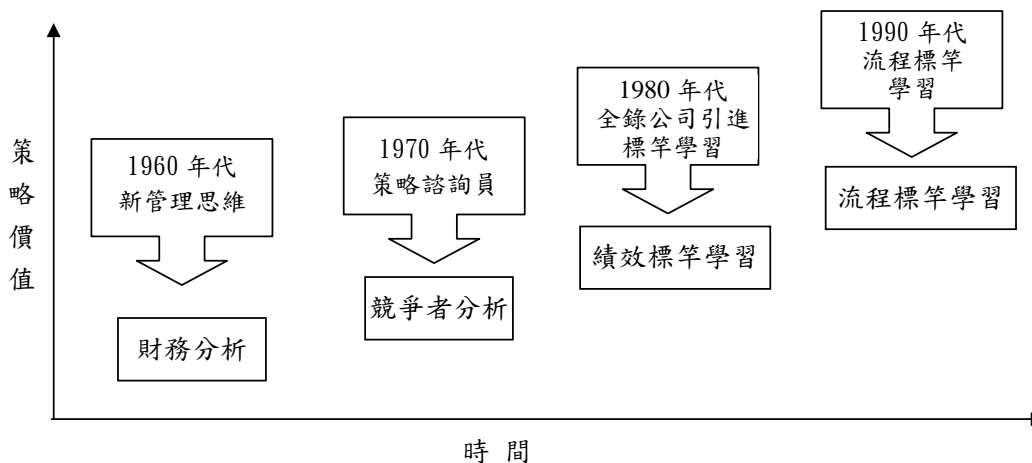 策
略
價
值
1960 年代
新管理思維
財務分析
1970 年代
策略諮詢員
競爭者分析
1980 年代
全錄公司引進
標竿學習
績效標竿學習
1990 年代
流程標竿
學習
流程標竿學習
時 間